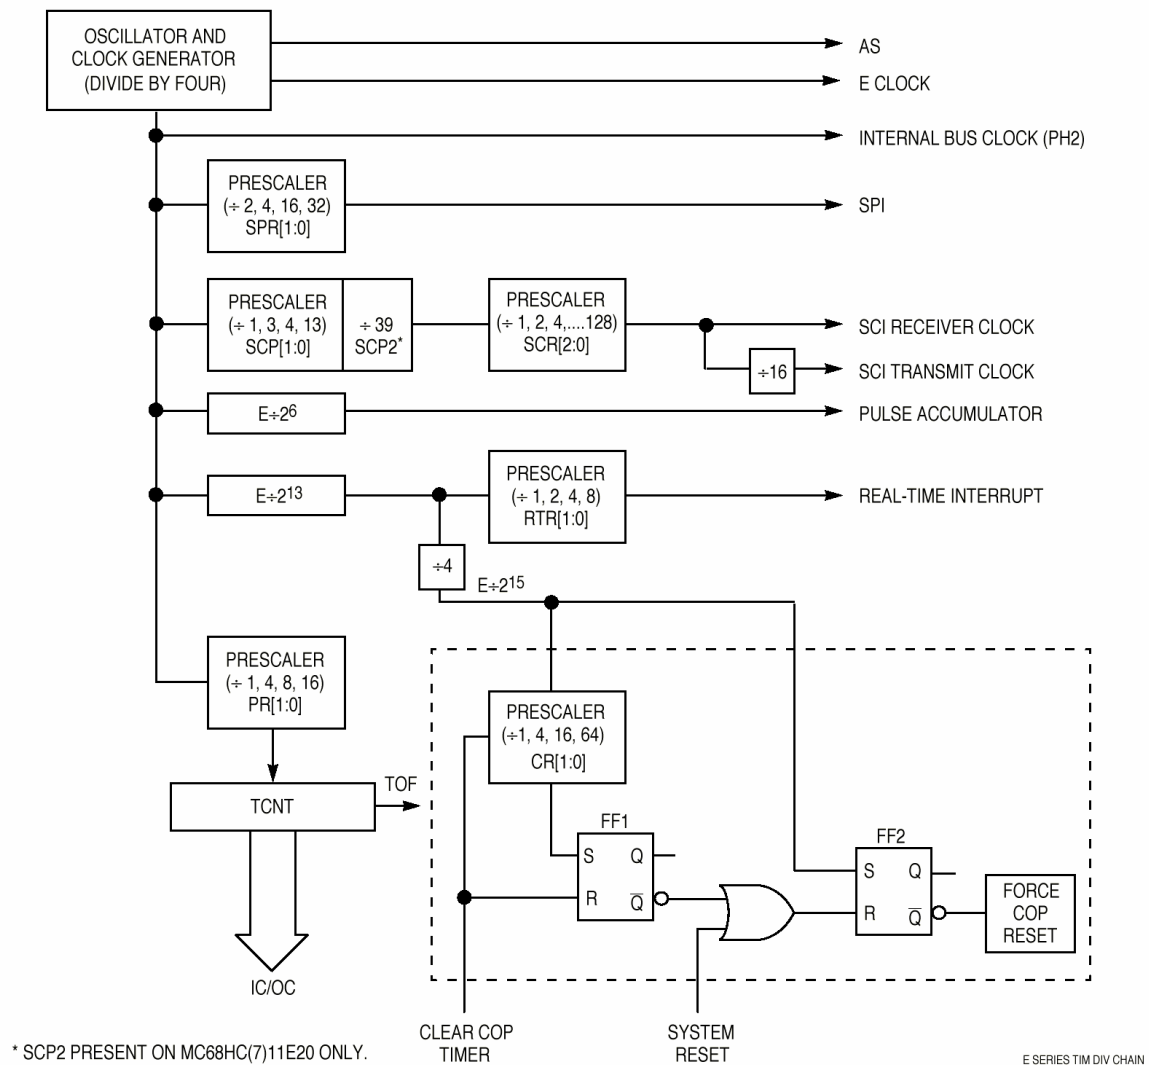 OSCILLATOR AND
CLOCK GENERATOR
(DIVIDE BY FOUR)
AS
E CLOCK
INTERNAL BUS CLOCK (PH2)
PRESCALER
(÷ 2, 4, 16, 32)
SPR[1:0]
SPI
PRESCALER
(÷ 1, 3, 4, 13)
SCP[1:0]
÷ 39
SCP2*
PRESCALER
(÷ 1, 2, 4,....128)
SCR[2:0]
SCI RECEIVER CLOCK
÷16
SCI TRANSMIT CLOCK
E÷2⁶
PULSE ACCUMULATOR
E÷2¹³
PRESCALER
(÷ 1, 2, 4, 8)
RTR[1:0]
REAL-TIME INTERRUPT
÷4
E÷2¹⁵
PRESCALER
(÷ 1, 4, 8, 16)
PR[1:0]
PRESCALER
(÷1, 4, 16, 64)
CR[1:0]
TCNT
TOF
FF1
S Q
R Q̅
FF2
S Q
R Q̅
FORCE
COP
RESET
IC/OC
CLEAR COP
TIMER
SYSTEM
RESET
* SCP2 PRESENT ON MC68HC(7)11E20 ONLY.
E SERIES TIM DIV CHAIN